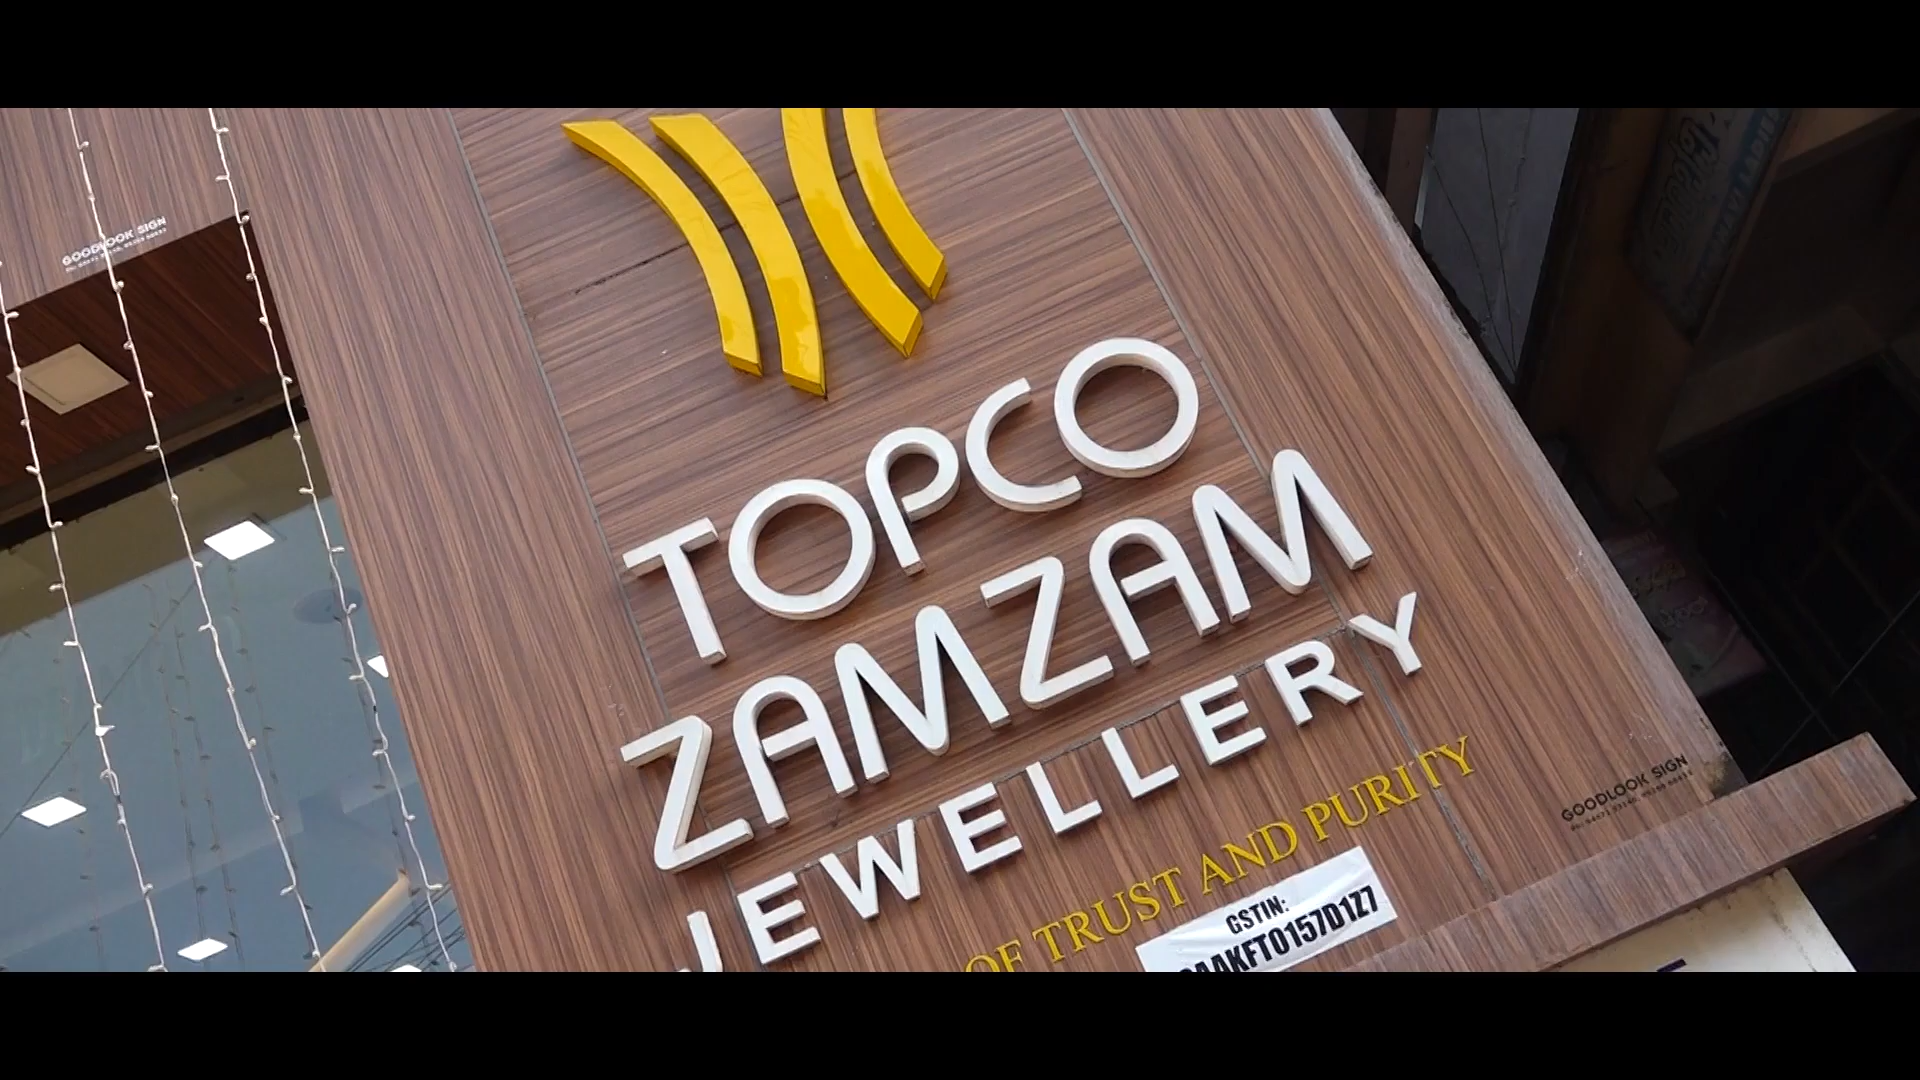 GOODLOOK SIGN
TOPCO
ZAMZAM
JEWELLERY
OF TRUST AND PURITY
GSTIN:
GOODLOOK SIGN